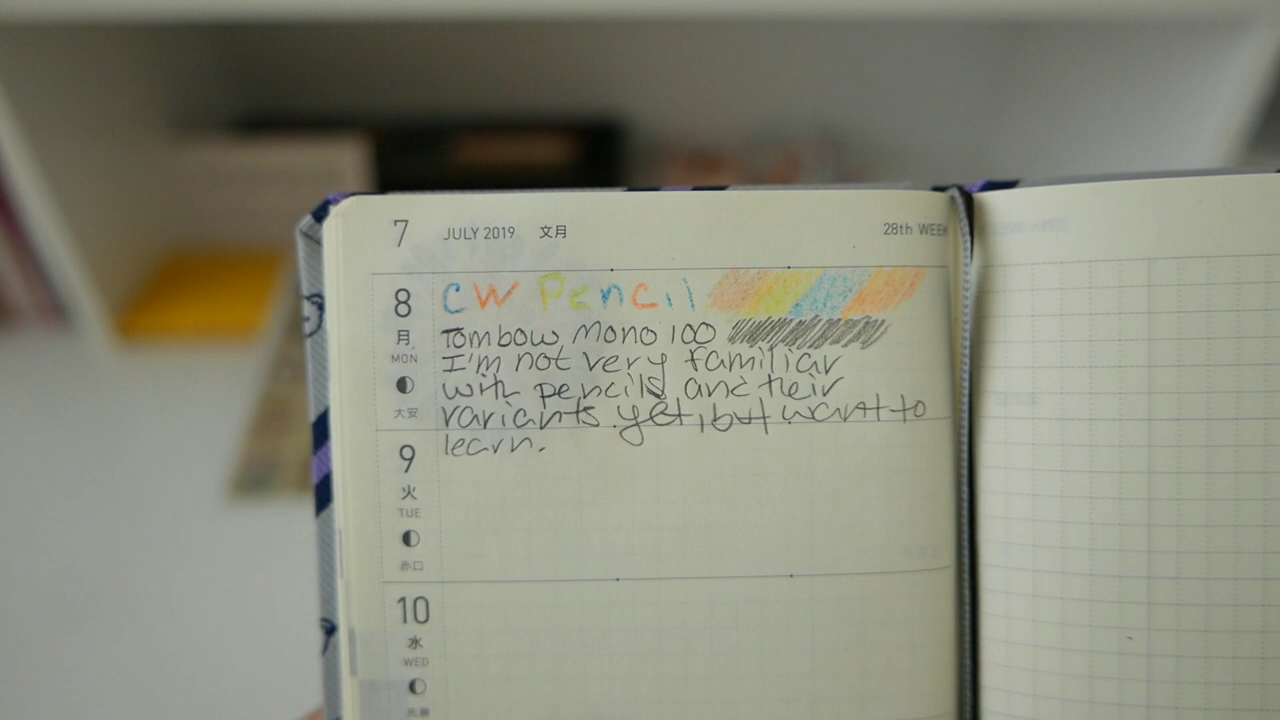 7 JULY 2019 文月 28th WEEK
8 月 MON 大安
CW Pencil
Tombow Mono 100
I'm not very familiar
with pencils and their
variants yet, but want to
learn.
9 火 TUE 赤口
10 水 WED